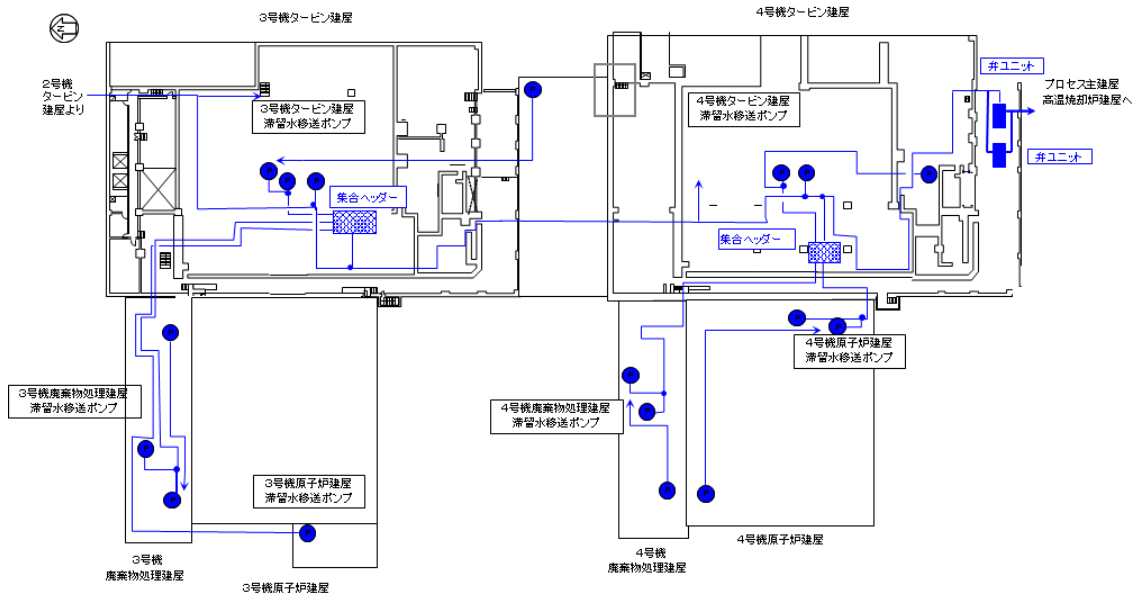 3号機タービン建屋
4号機タービン建屋
N
2号機
タービン
建屋より
3号機タービン建屋
滞留水移送ポンプ
4号機タービン建屋
滞留水移送ポンプ
弁ユニット
プロセス主建屋
高温焼却炉建屋へ
弁ユニット
P
P
P
P
P
P
P
集合ヘッダー
集合ヘッダー
P
P
P
4号機原子炉建屋
滞留水移送ポンプ
3号機廃棄物処理建屋
滞留水移送ポンプ
P
P
4号機廃棄物処理建屋
滞留水移送ポンプ
P
P
3号機原子炉建屋
滞留水移送ポンプ
P
P
P
3号機
廃棄物処理建屋
3号機原子炉建屋
4号機
廃棄物処理建屋
4号機原子炉建屋